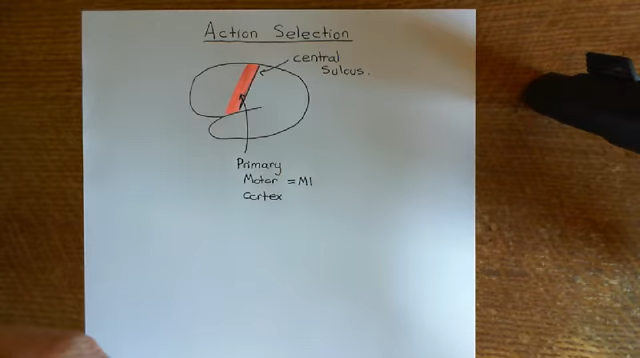 Action Selection
central
Sulcus.
Primary
Motor = M1
Cortex